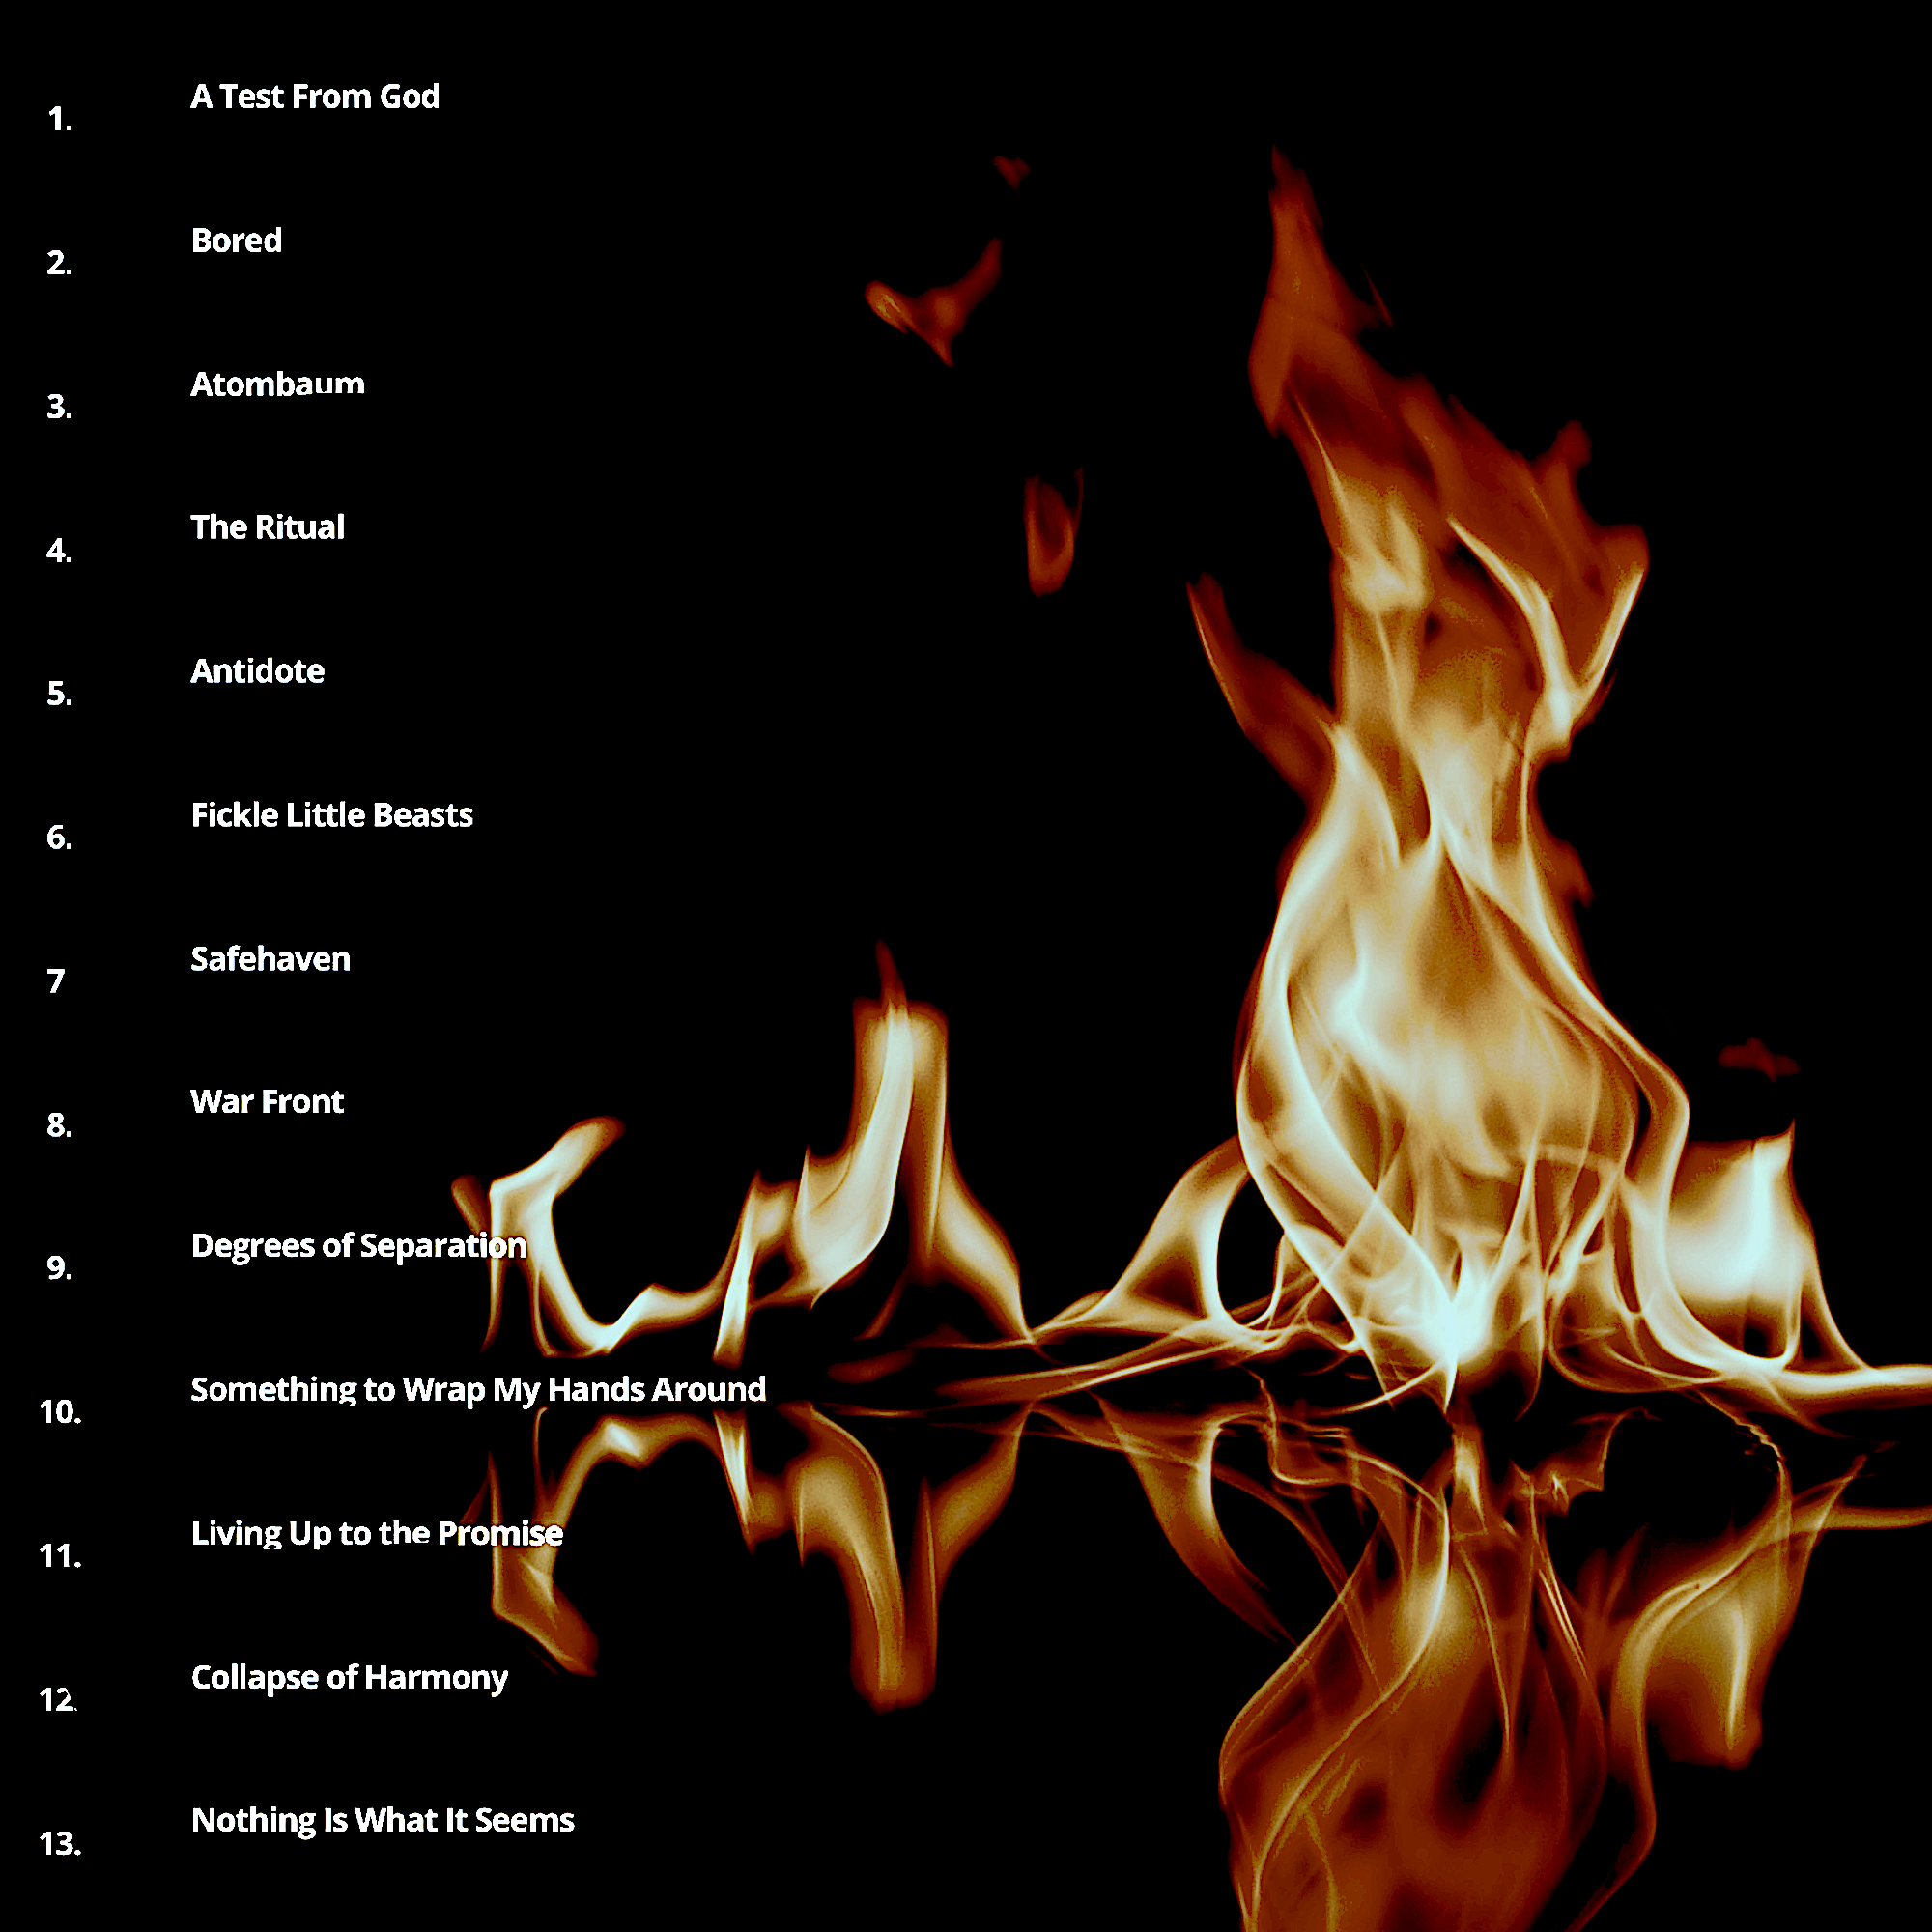 1. A Test From God
2. Bored
3. Atombaum
4. The Ritual
5. Antidote
6. Fickle Little Beasts
7 Safehaven
8. War Front
9. Degrees of Separation
10. Something to Wrap My Hands Around
11. Living Up to the Promise
12. Collapse of Harmony
13. Nothing Is What It Seems